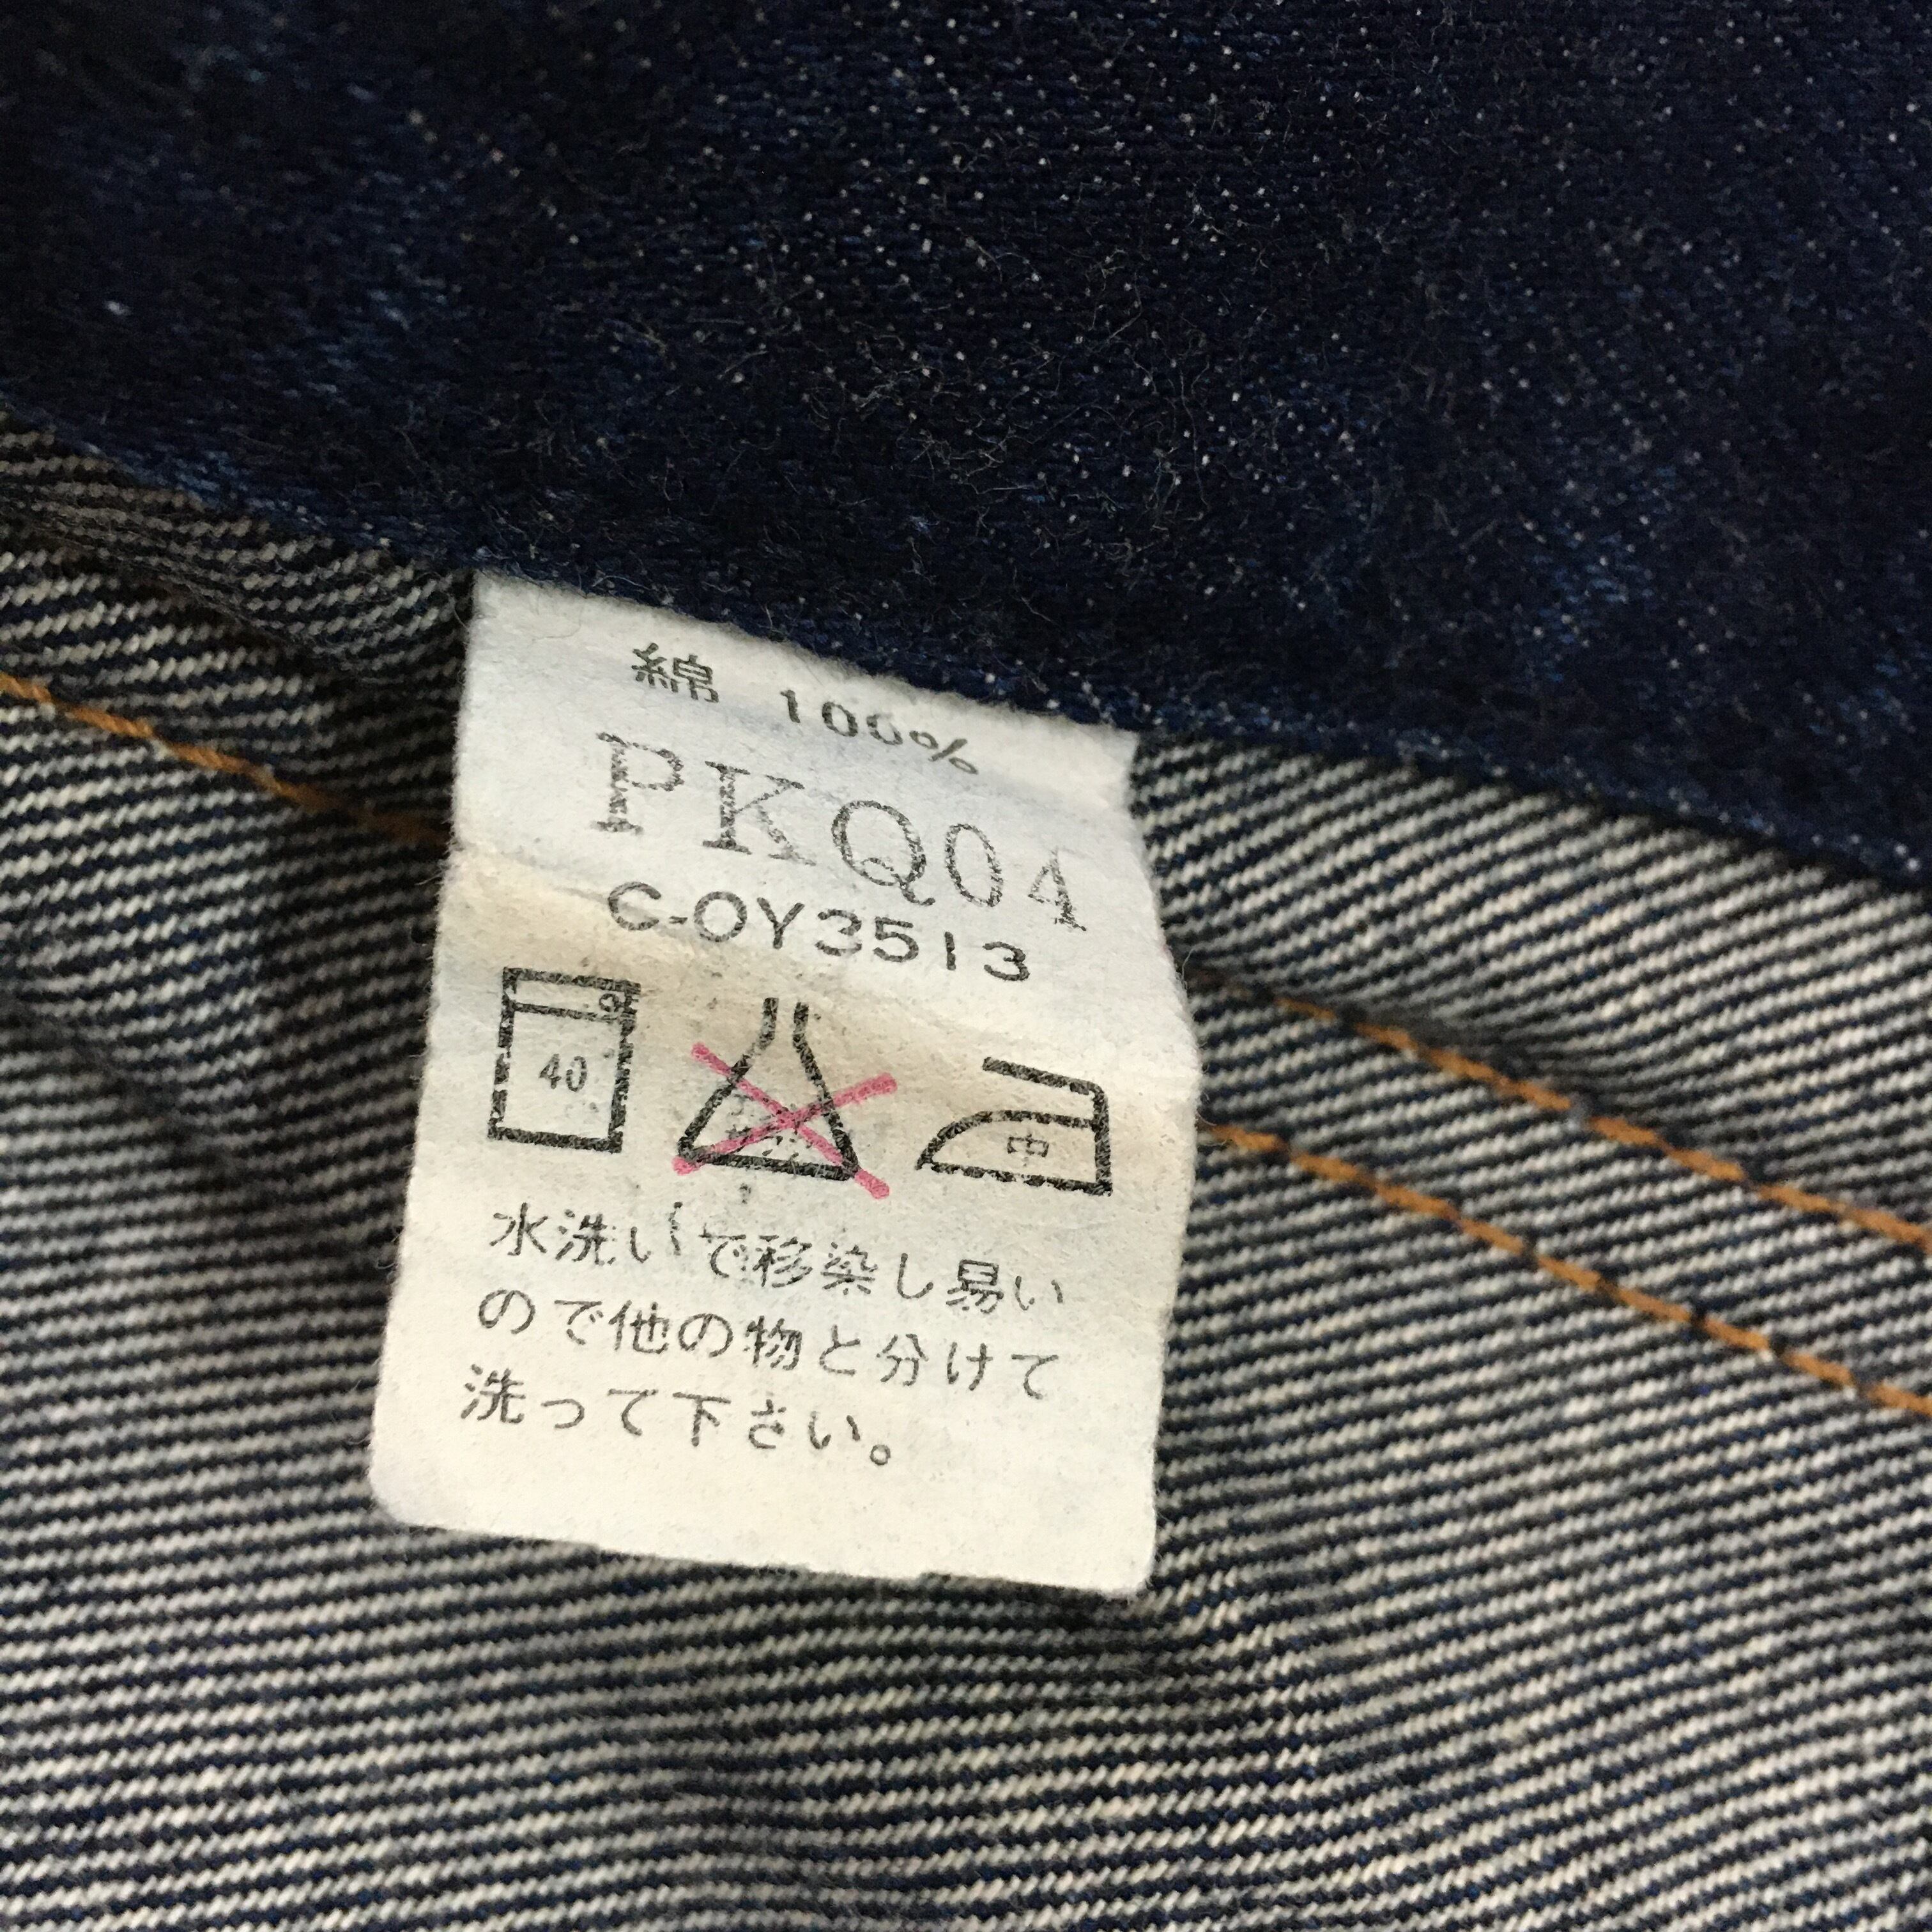 綿 100%
PKQ04
C-OY3513
40
中
水洗いで移染し易い
ので他の物と分けて
洗って下さい。